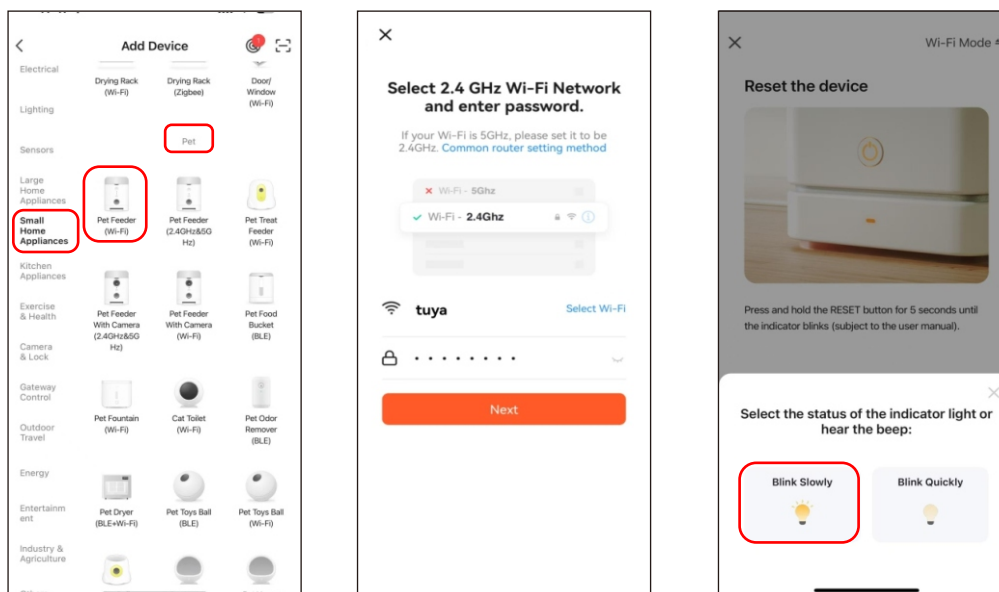 Add Device
Electrical
Drying Rack
(Wi-Fi)
Drying Rack
(Zigbee)
Door/
Window
(Wi-Fi)
Lighting
Sensors
Pet
Large
Home
Appliances
Small
Home
Appliances
Pet Feeder
(Wi-Fi)
Pet Feeder
(2.4GHz&5G
Hz)
Pet Treat
Feeder
(Wi-Fi)
Kitchen
Appliances
Exercise
& Health
Pet Feeder
With Camera
(2.4GHz&5G
Hz)
Pet Feeder
With Camera
(Wi-Fi)
Pet Food
Bucket
(BLE)
Camera
& Lock
Gateway
Control
Pet Fountain
(Wi-Fi)
Cat Toilet
(Wi-Fi)
Pet Odor
Remover
(BLE)
Outdoor
Travel
Energy
Entertainm
ent
Pet Dryer
(BLE+Wi-Fi)
Pet Toys Ball
(BLE)
Pet Toys Ball
(Wi-Fi)
Industry &
Agriculture
Select 2.4 GHz Wi-Fi Network
and enter password.
If your Wi-Fi is 5GHz, please set it to be
2.4GHz. Common router setting method
Wi-Fi - 5Ghz
Wi-Fi - 2.4Ghz
tuya
Select Wi-Fi
Next
Wi-Fi Mode
Reset the device
Press and hold the RESET button for 5 seconds until
the indicator blinks (subject to the user manual).
Select the status of the indicator light or
hear the beep:
Blink Slowly
Blink Quickly